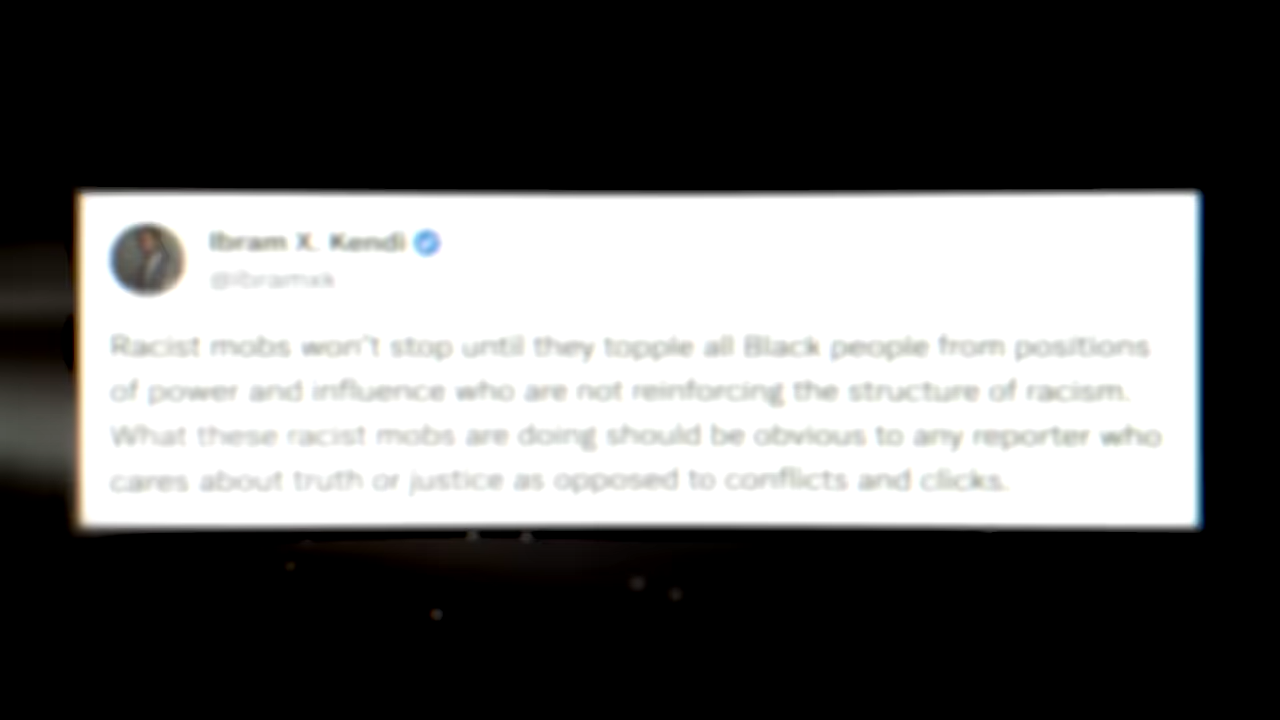 Ibram X. Kendi
@ibramxk
Racist mobs won't stop until they topple all Black people from positions
of power and influence who are not reinforcing the structure of racism.
What these racist mobs are doing should be obvious to any reporter who
cares about truth or justice as opposed to conflicts and clicks.